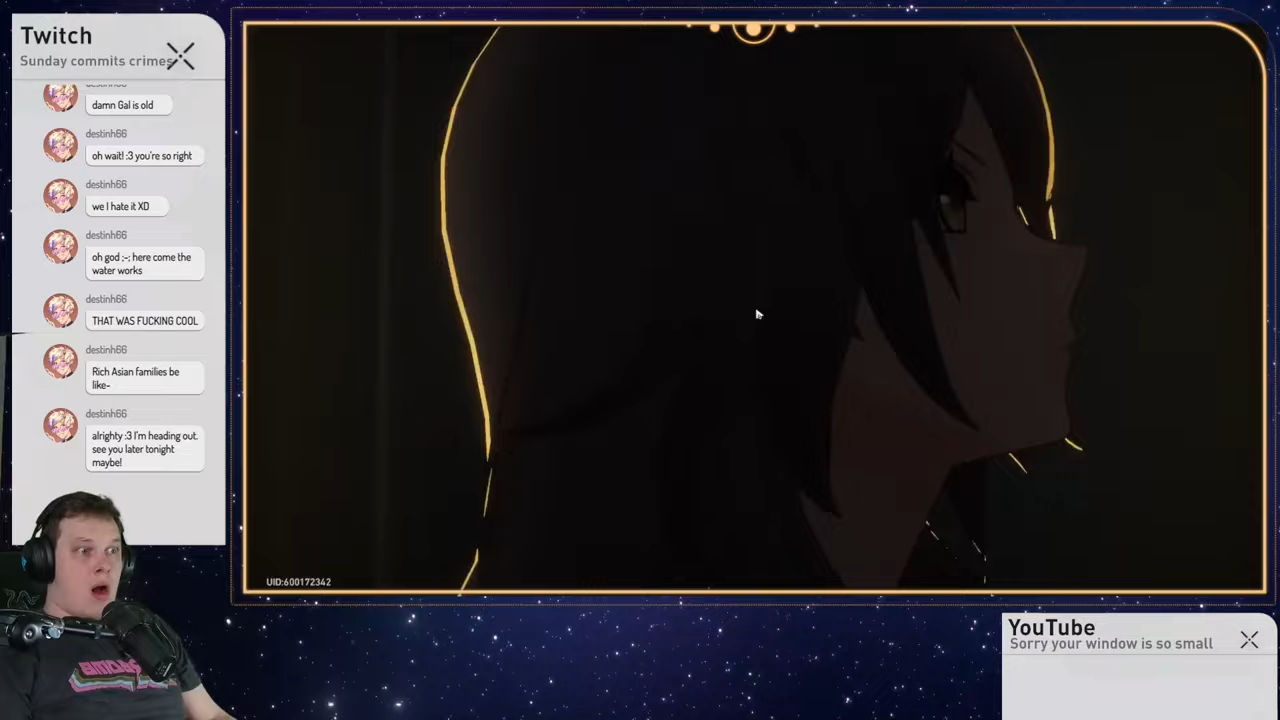 Twitch
Sunday commits crimes
destinh66
damn Gal is old
destinh66
oh wait! :3 you're so right
destinh66
we I hate it XD
destinh66
oh god ;-; here come the
water works
destinh66
THAT WAS FUCKING COOL
destinh66
Rich Asian families be
like-
destinh66
alrighty :3 I'm heading out.
see you later tonight
maybe!
UID:600172342
YouTube
Sorry your window is so small